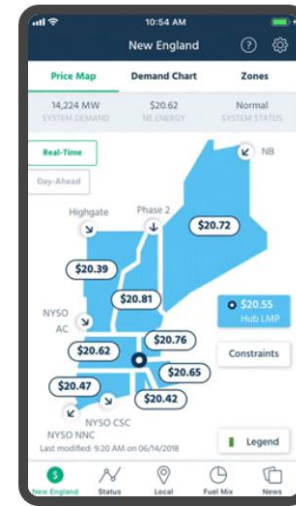 10:54 AM
New England
?
Price Map Demand Chart Zones
14,224 MW $20.62 Normal
SYSTEM DEMAND NE ENERGY SYSTEM STATUS
Real-Time
NB
Day-Ahead
Highgate Phase 2
$20.72
$20.39
$20.81
$20.55
Hub LMP
NYSO
AC
$20.76
$20.62
Constraints
$20.65
$20.47
$20.42
NYSO CSC
NYSO NNC
Legend
Last modified: 9:20 AM on 06/14/2018
$
New England Status Local Fuel Mix News